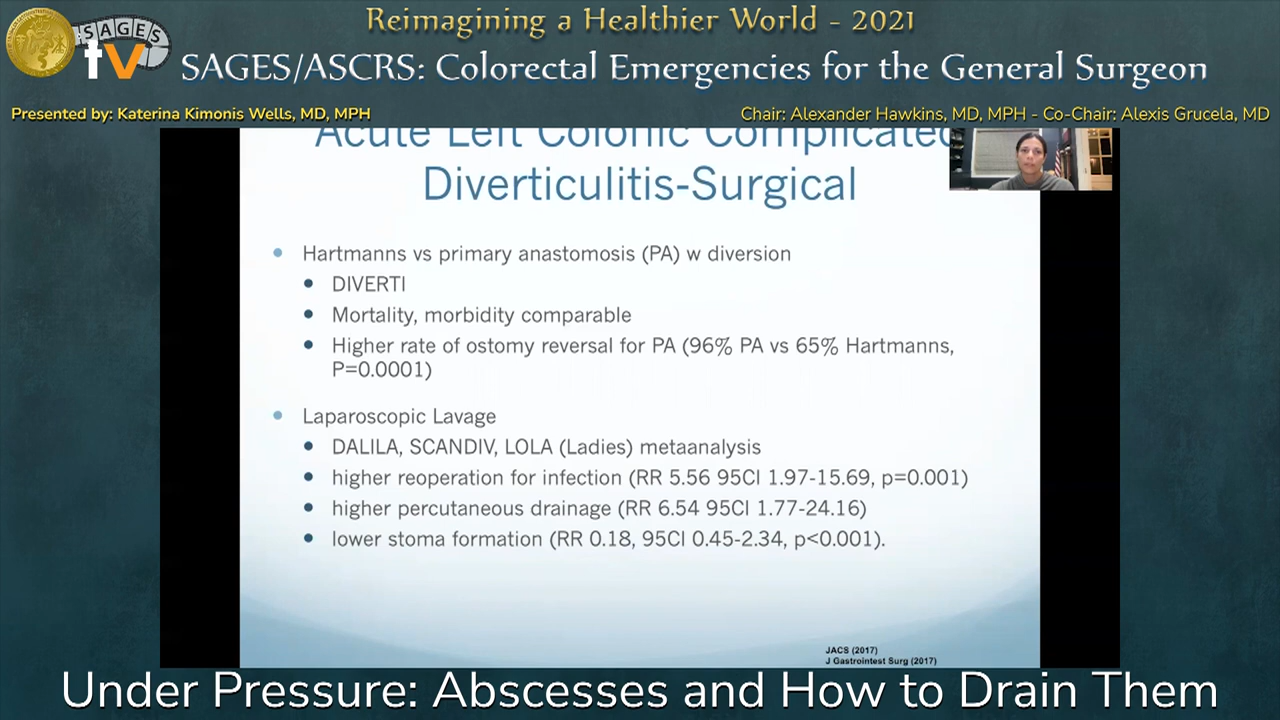 Reimagining a Healthier World - 2021
SAGES
tv
SAGES/ASCRS: Colorectal Emergencies for the General Surgeon
Presented by: Katerina Kimonis Wells, MD, MPH
Chair: Alexander Hawkins, MD, MPH - Co-Chair: Alexis Grucela, MD
Acute Left Colonic Complicated
Diverticulitis-Surgical
• Hartmanns vs primary anastomosis (PA) w diversion
• DIVERTI
• Mortality, morbidity comparable
• Higher rate of ostomy reversal for PA (96% PA vs 65% Hartmanns,
P=0.0001)
• Laparoscopic Lavage
• DALILA, SCANDIV, LOLA (Ladies) metaanalysis
• higher reoperation for infection (RR 5.56 95CI 1.97-15.69, p=0.001)
• higher percutaneous drainage (RR 6.54 95CI 1.77-24.16)
• lower stoma formation (RR 0.18, 95CI 0.45-2.34, p<0.001).
JACS (2017)
J Gastrointest Surg (2017)
Under Pressure: Abscesses and How to Drain Them